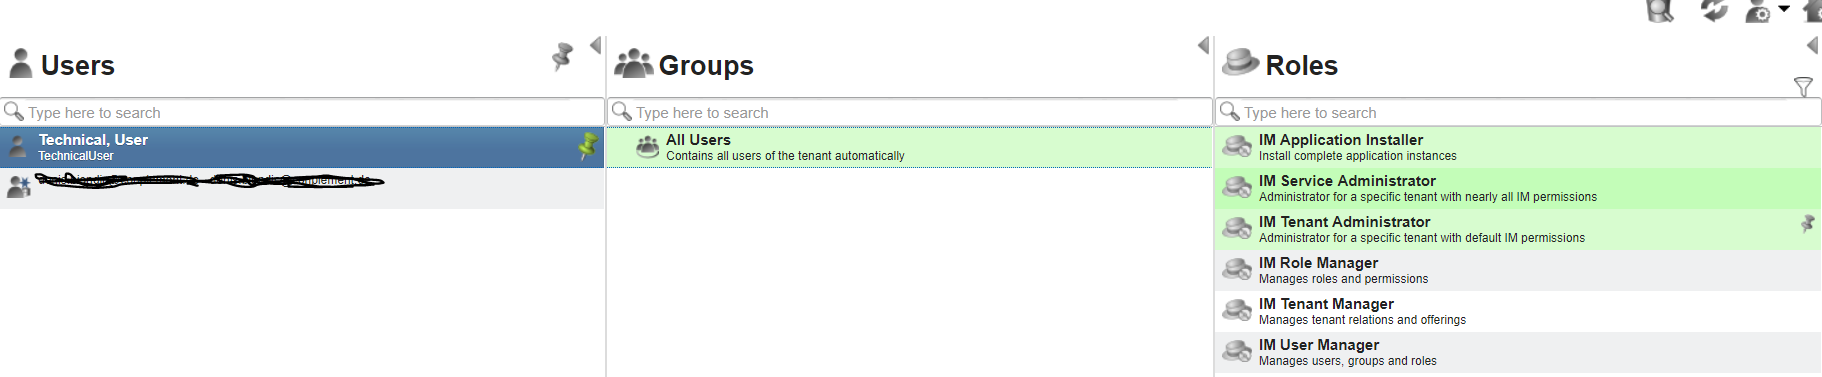 Users
Type here to search
Technical, User
TechnicalUser
Groups
Type here to search
All Users
Contains all users of the tenant automatically
Roles
Type here to search
IM Application Installer
Install complete application instances
IM Service Administrator
Administrator for a specific tenant with nearly all IM permissions
IM Tenant Administrator
Administrator for a specific tenant with default IM permissions
IM Role Manager
Manages roles and permissions
IM Tenant Manager
Manages tenant relations and offerings
IM User Manager
Manages users, groups and roles